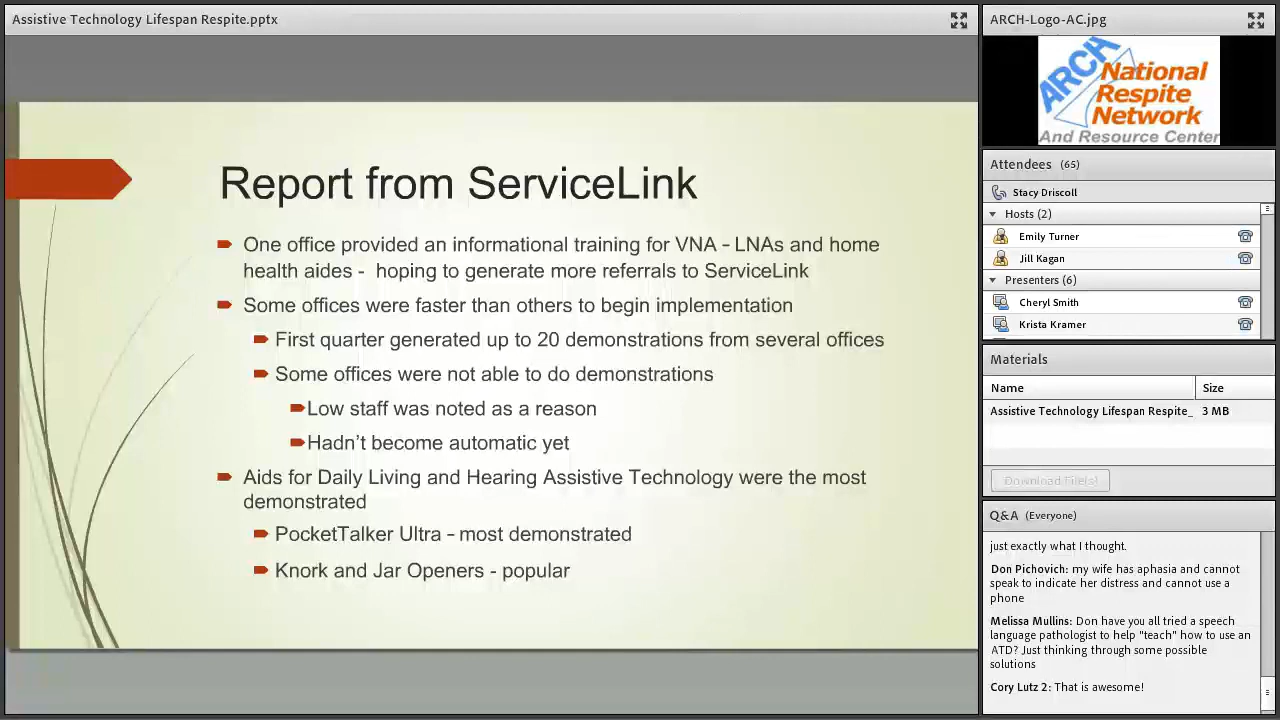 Assistive Technology Lifespan Respite.pptx
Report from ServiceLink
One office provided an informational training for VNA – LNAs and home
health aides -  hoping to generate more referrals to ServiceLink
Some offices were faster than others to begin implementation
First quarter generated up to 20 demonstrations from several offices
Some offices were not able to do demonstrations
Low staff was noted as a reason
Hadn’t become automatic yet
Aids for Daily Living and Hearing Assistive Technology were the most
demonstrated
PocketTalker Ultra – most demonstrated
Knork and Jar Openers - popular
ARCH-Logo-AC.jpg
ARCH
National
Respite
Network
And Resource Center
Attendees (65)
Stacy Driscoll
Hosts (2)
Emily Turner
Jill Kagan
Presenters (6)
Cheryl Smith
Krista Kramer
Materials
Name Size
Assistive Technology Lifespan Respite_ 3 MB
Download File(s)
Q&A (Everyone)
just exactly what I thought.
Don Pichovich: my wife has aphasia and cannot
speak to indicate her distress and cannot use a
phone
Melissa Mullins: Don have you all tried a speech
language pathologist to help "teach" how to use an
ATD? Just thinking through some possible
solutions
Cory Lutz 2: That is awesome!